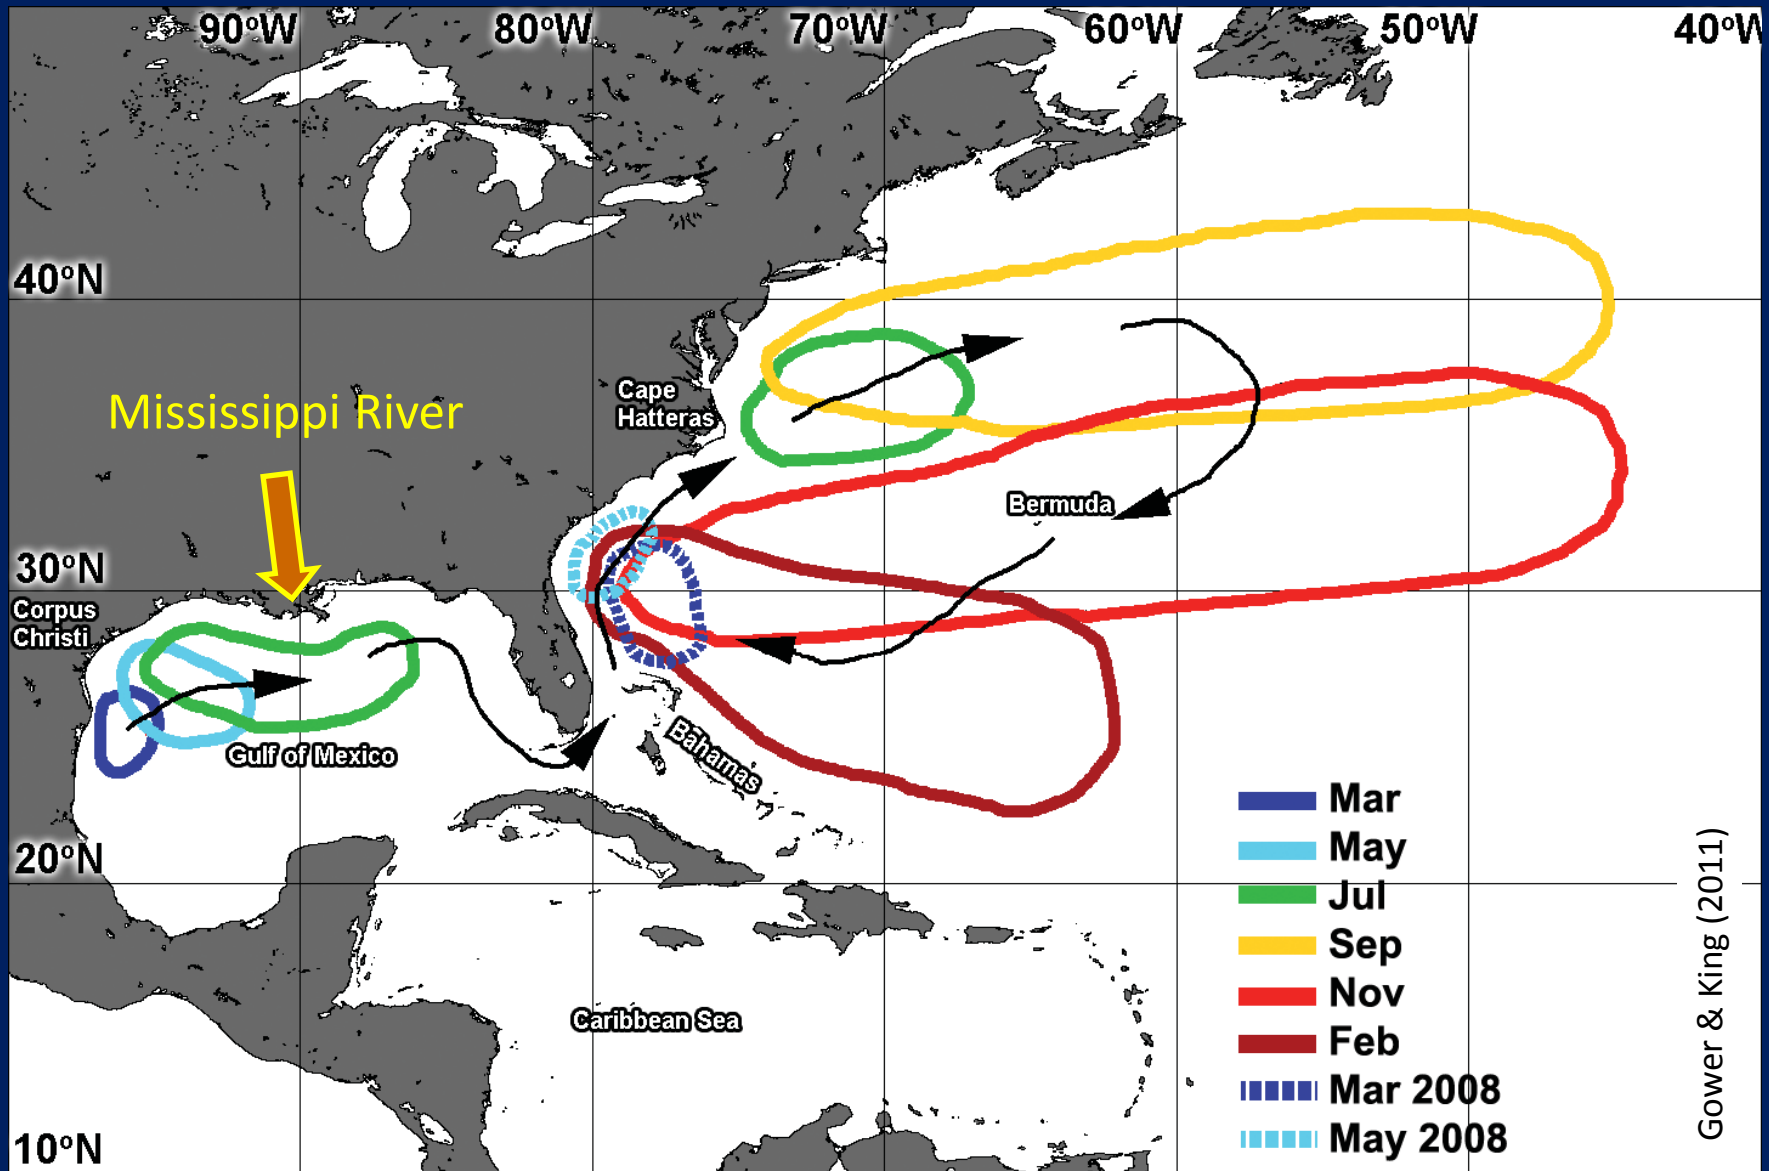 90°W
80°W
70°W
60°W
50°W
40°W
40°N
Cape
Hatteras
Mississippi River
Bermuda
30°N
Corpus
Christi
Gulf of Mexico
Bahamas
20°N
Caribbean Sea
10°N
Mar
May
Jul
Sep
Nov
Feb
Mar 2008
May 2008
Gower & King (2011)